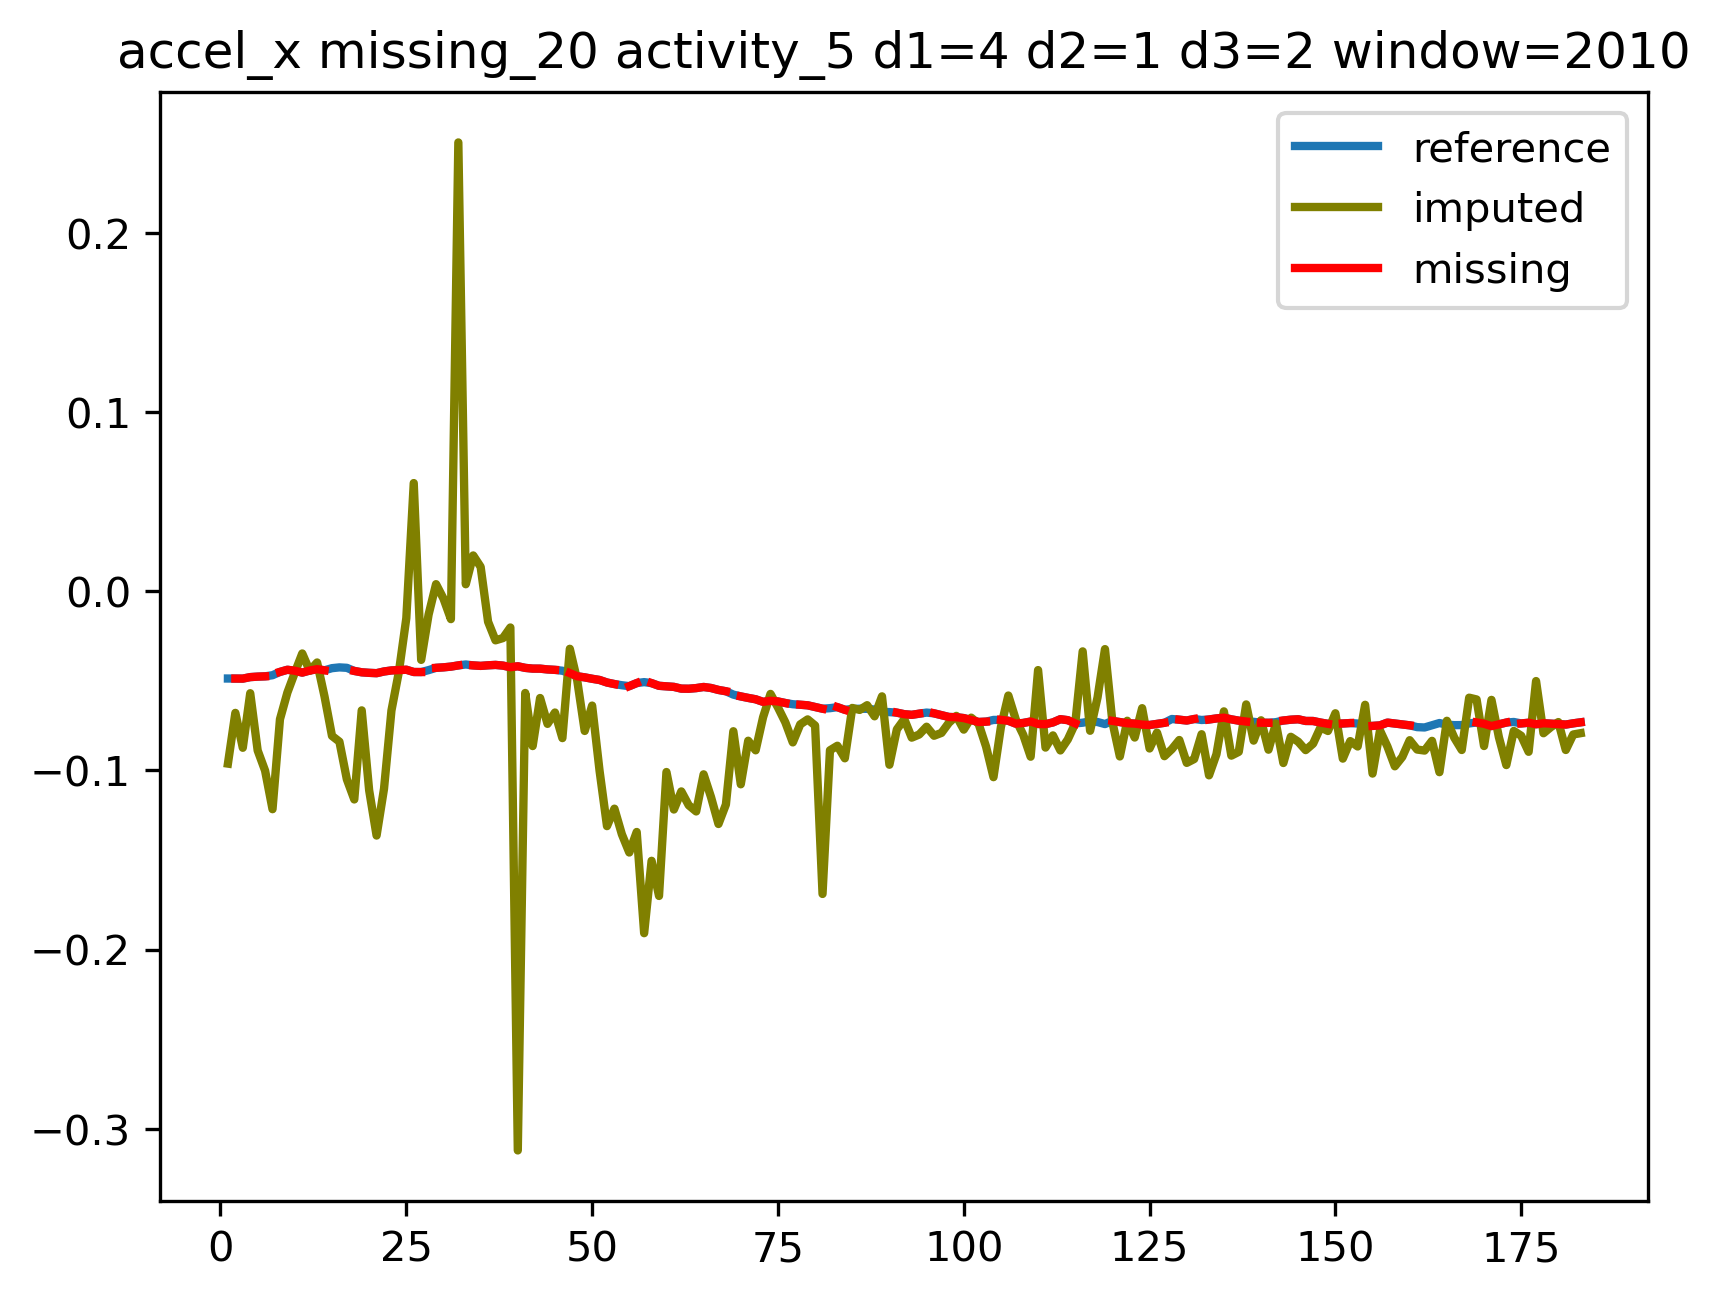 accel_x missing_20 activity_5 d1=4 d2=1 d3=2 window=2010
reference
imputed
missing
0.2
0.1
0.0
−0.1
−0.2
−0.3
0 25 50 75 100 125 150 175